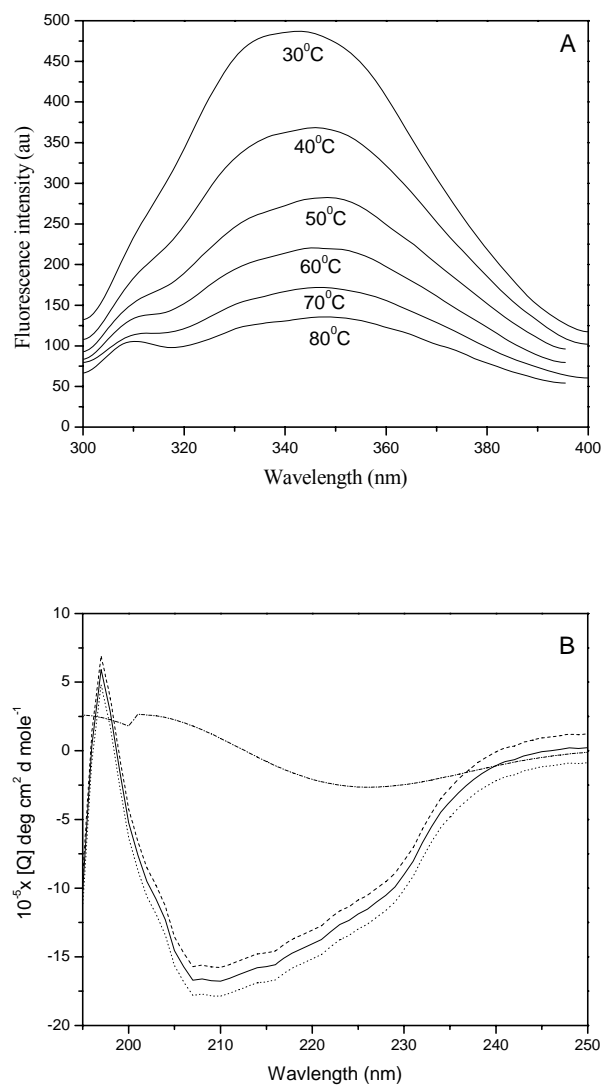 A
500
450
400
350
300
250
200
150
100
50
0
Fluorescence intensity (au)
30⁰C
40⁰C
50⁰C
60⁰C
70⁰C
80⁰C
300 320 340 360 380 400
Wavelength (nm)
B
10
5
0
-5
-10
-15
-20
10⁻⁵x [Q] deg cm² d mole⁻¹
200 210 220 230 240 250
Wavlength (nm)